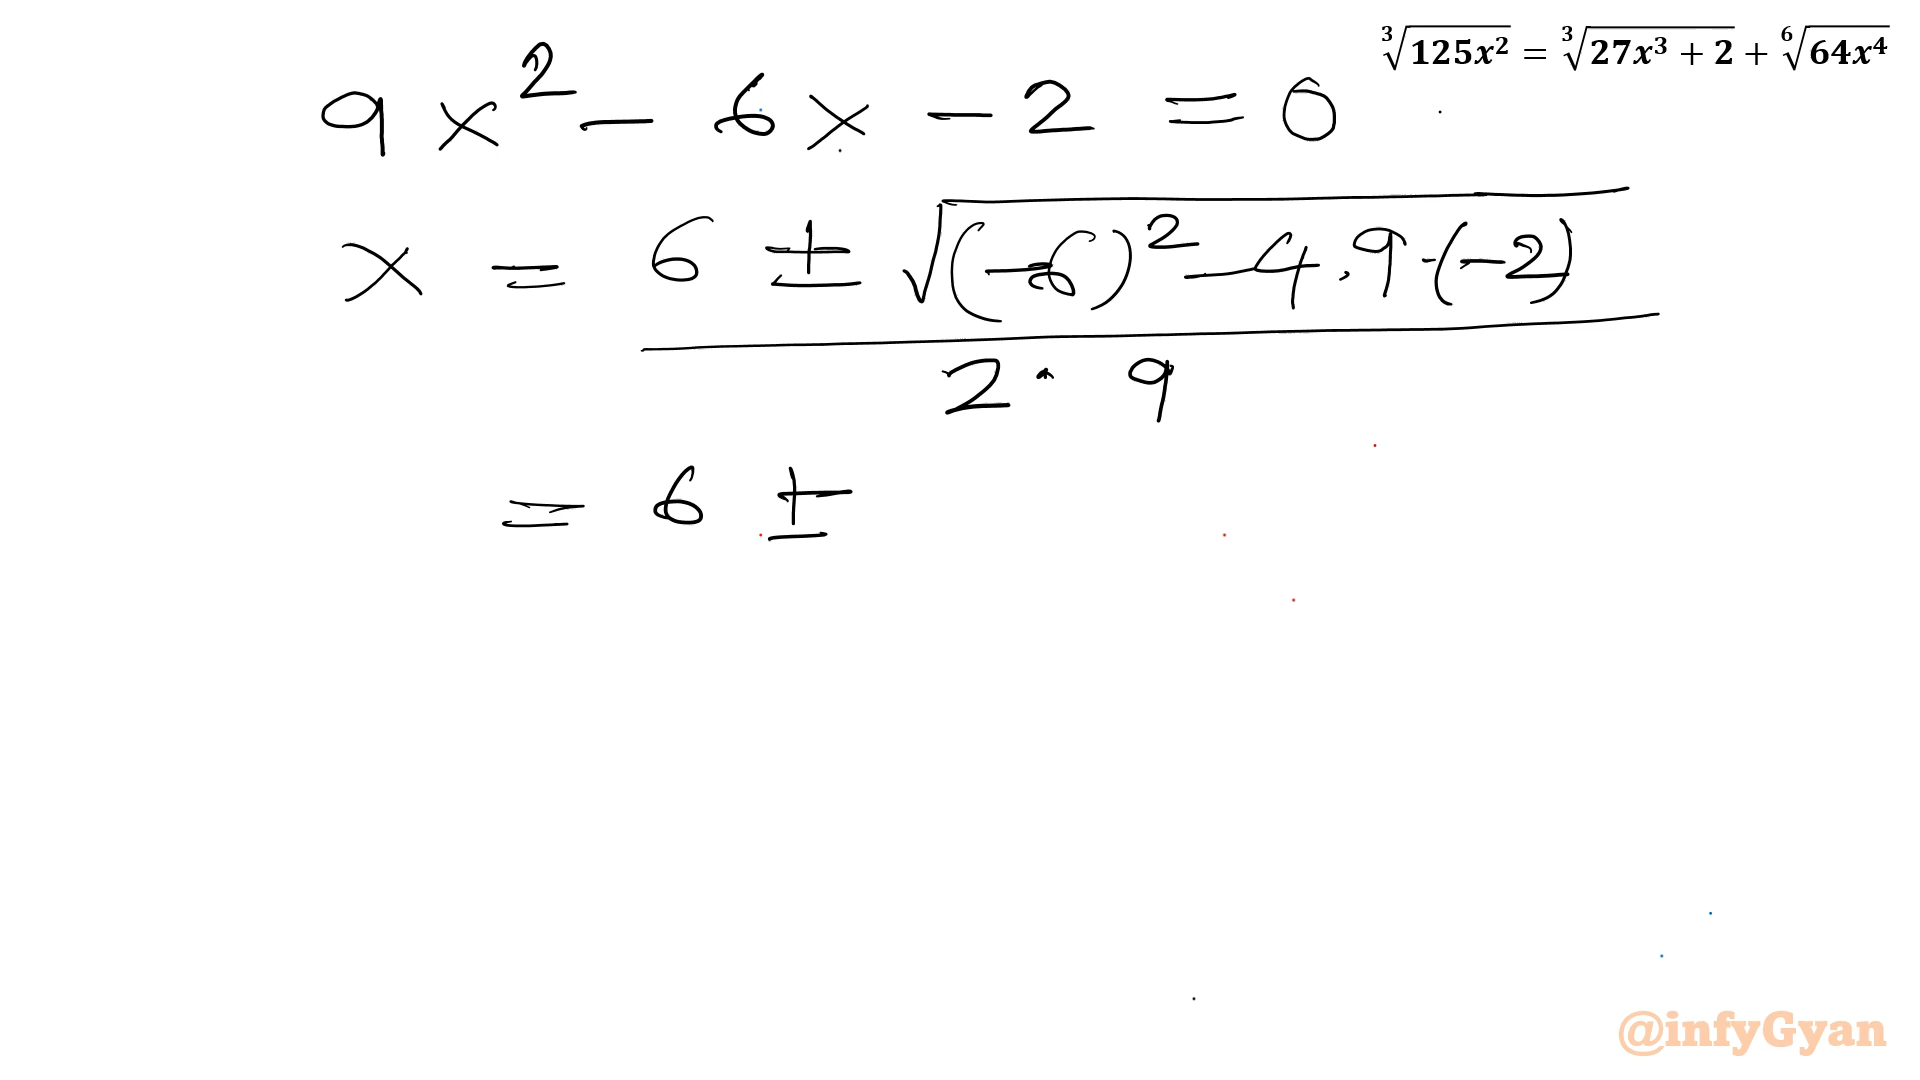 ∛(125x²) = ∛(27x³ + 2) + ⁶√(64x⁴)
9x² − 6x − 2 = 0
x = (6 ± √((−6)² − 4.9.(−2))) / (2 · 9)
= 6 ±
@infyGyan